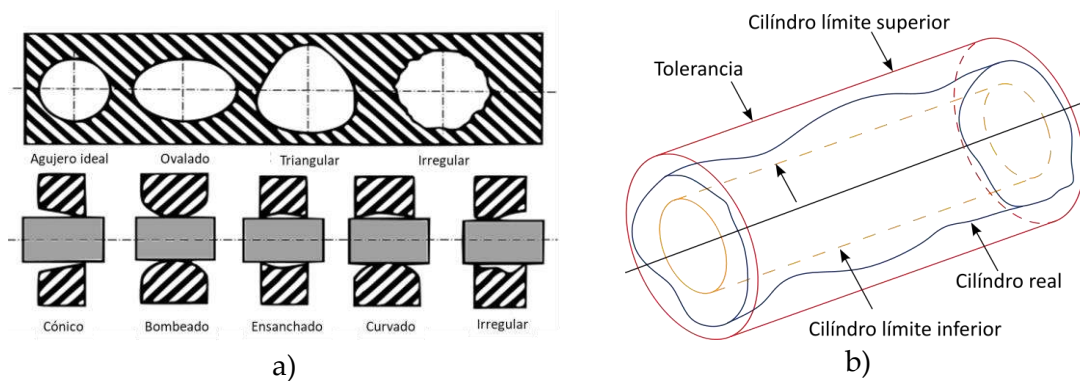 Agujero ideal
Ovalado
Triangular
Irregular
Cónico
Bombeado
Ensanchado
Curvado
Irregular
a)
Cilíndro límite superior
Tolerancia
Cilíndro real
Cilíndro límite inferior
b)